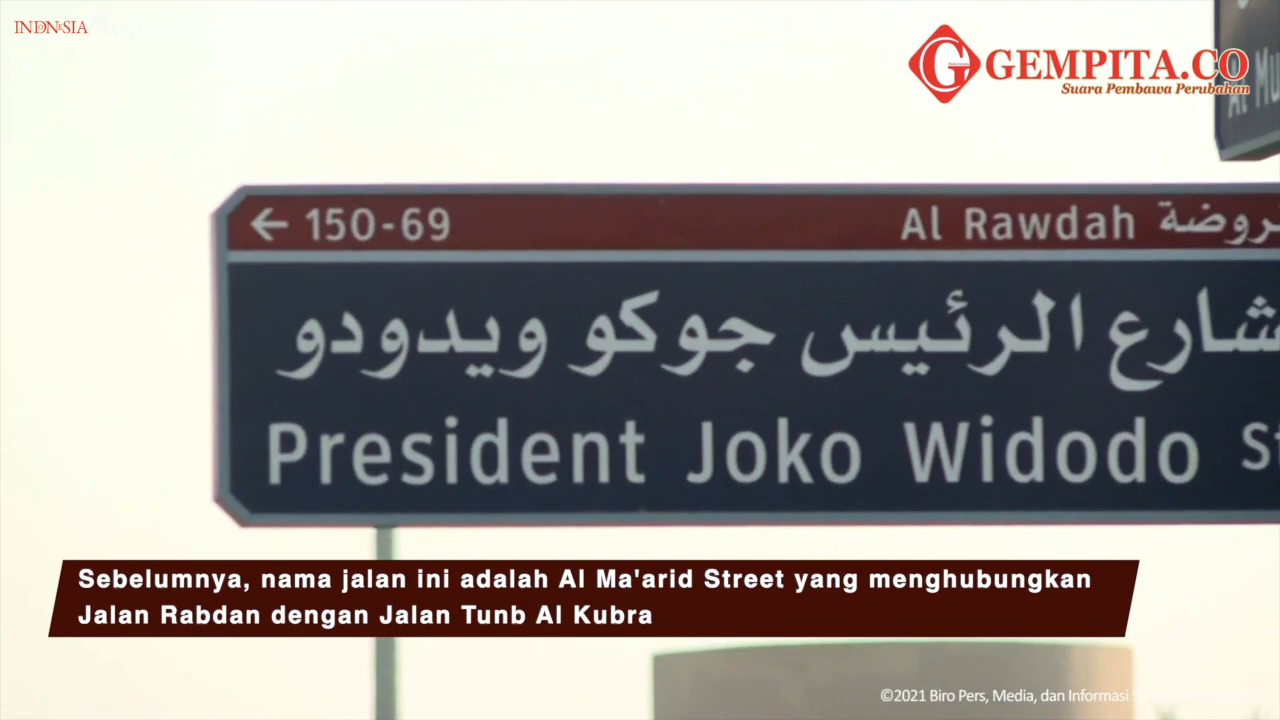 INDONESIA
GEMPITA.CO
Suara Pembawa Perubahan
← 150-69 Al Rawdah
شارع الرئيس جوكو ويدودو
President Joko Widodo
Sebelumnya, nama jalan ini adalah Al Ma'arid Street yang menghubungkan
Jalan Rabdan dengan Jalan Tunb Al Kubra
©2021 Biro Pers, Media, dan Informasi